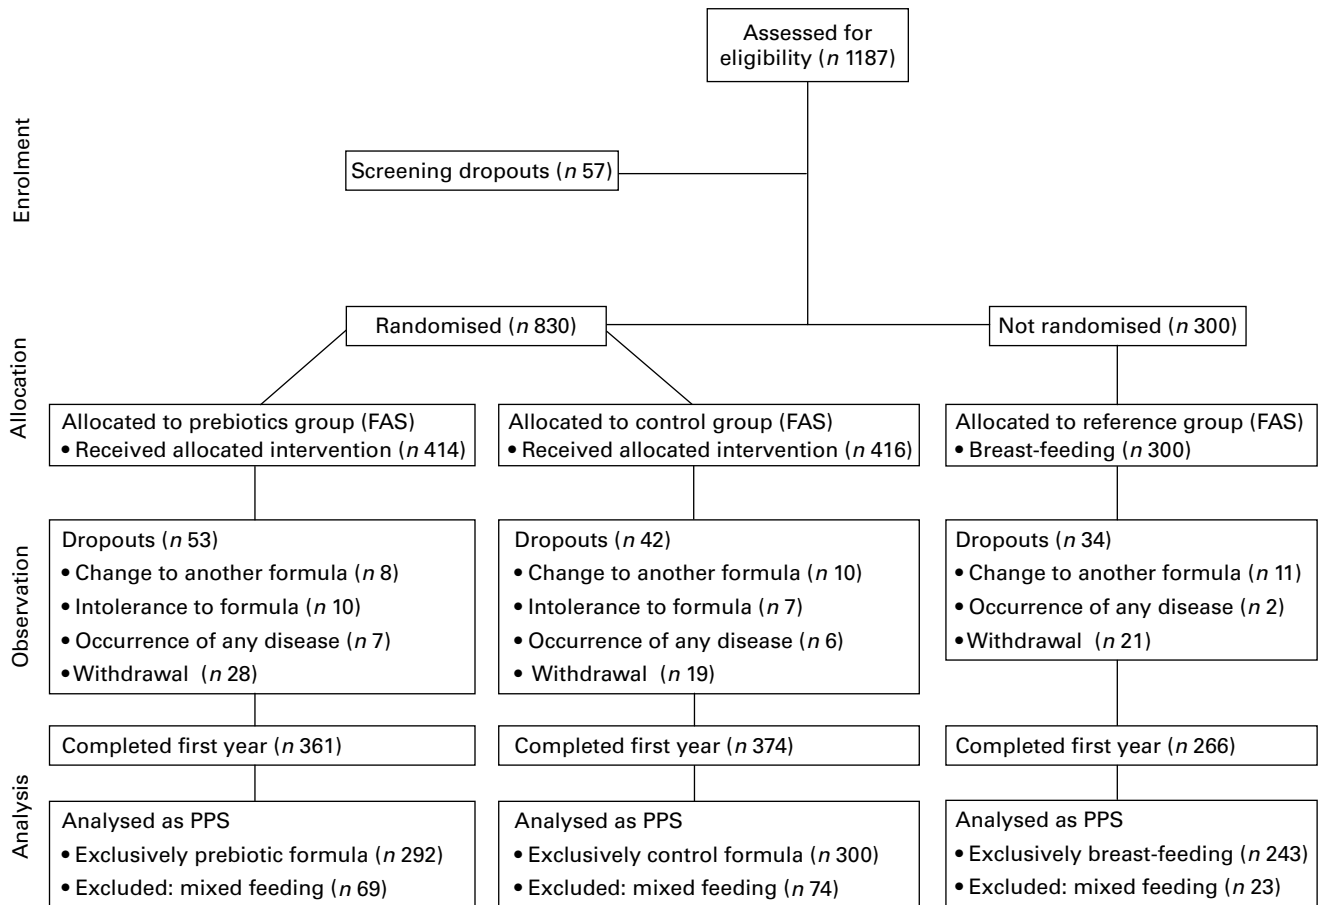 Assessed for
eligibility (n 1187)
Enrolment
Screening dropouts (n 57)
Allocation
Randomised (n 830)
Not randomised (n 300)
Allocated to prebiotics group (FAS)
• Received allocated intervention (n 414)
Allocated to control group (FAS)
• Received allocated intervention (n 416)
Allocated to reference group (FAS)
• Breast-feeding (n 300)
Observation
Dropouts (n 53)
• Change to another formula (n 8)
• Intolerance to formula (n 10)
• Occurrence of any disease (n 7)
• Withdrawal (n 28)
Dropouts (n 42)
• Change to another formula (n 10)
• Intolerance to formula (n 7)
• Occurrence of any disease (n 6)
• Withdrawal (n 19)
Dropouts (n 34)
• Change to another formula (n 11)
• Occurrence of any disease (n 2)
• Withdrawal (n 21)
Analysis
Completed first year (n 361)
Completed first year (n 374)
Completed first year (n 266)
Analysed as PPS
• Exclusively prebiotic formula (n 292)
• Excluded: mixed feeding (n 69)
Analysed as PPS
• Exclusively control formula (n 300)
• Excluded: mixed feeding (n 74)
Analysed as PPS
• Exclusively breast-feeding (n 243)
• Excluded: mixed feeding (n 23)